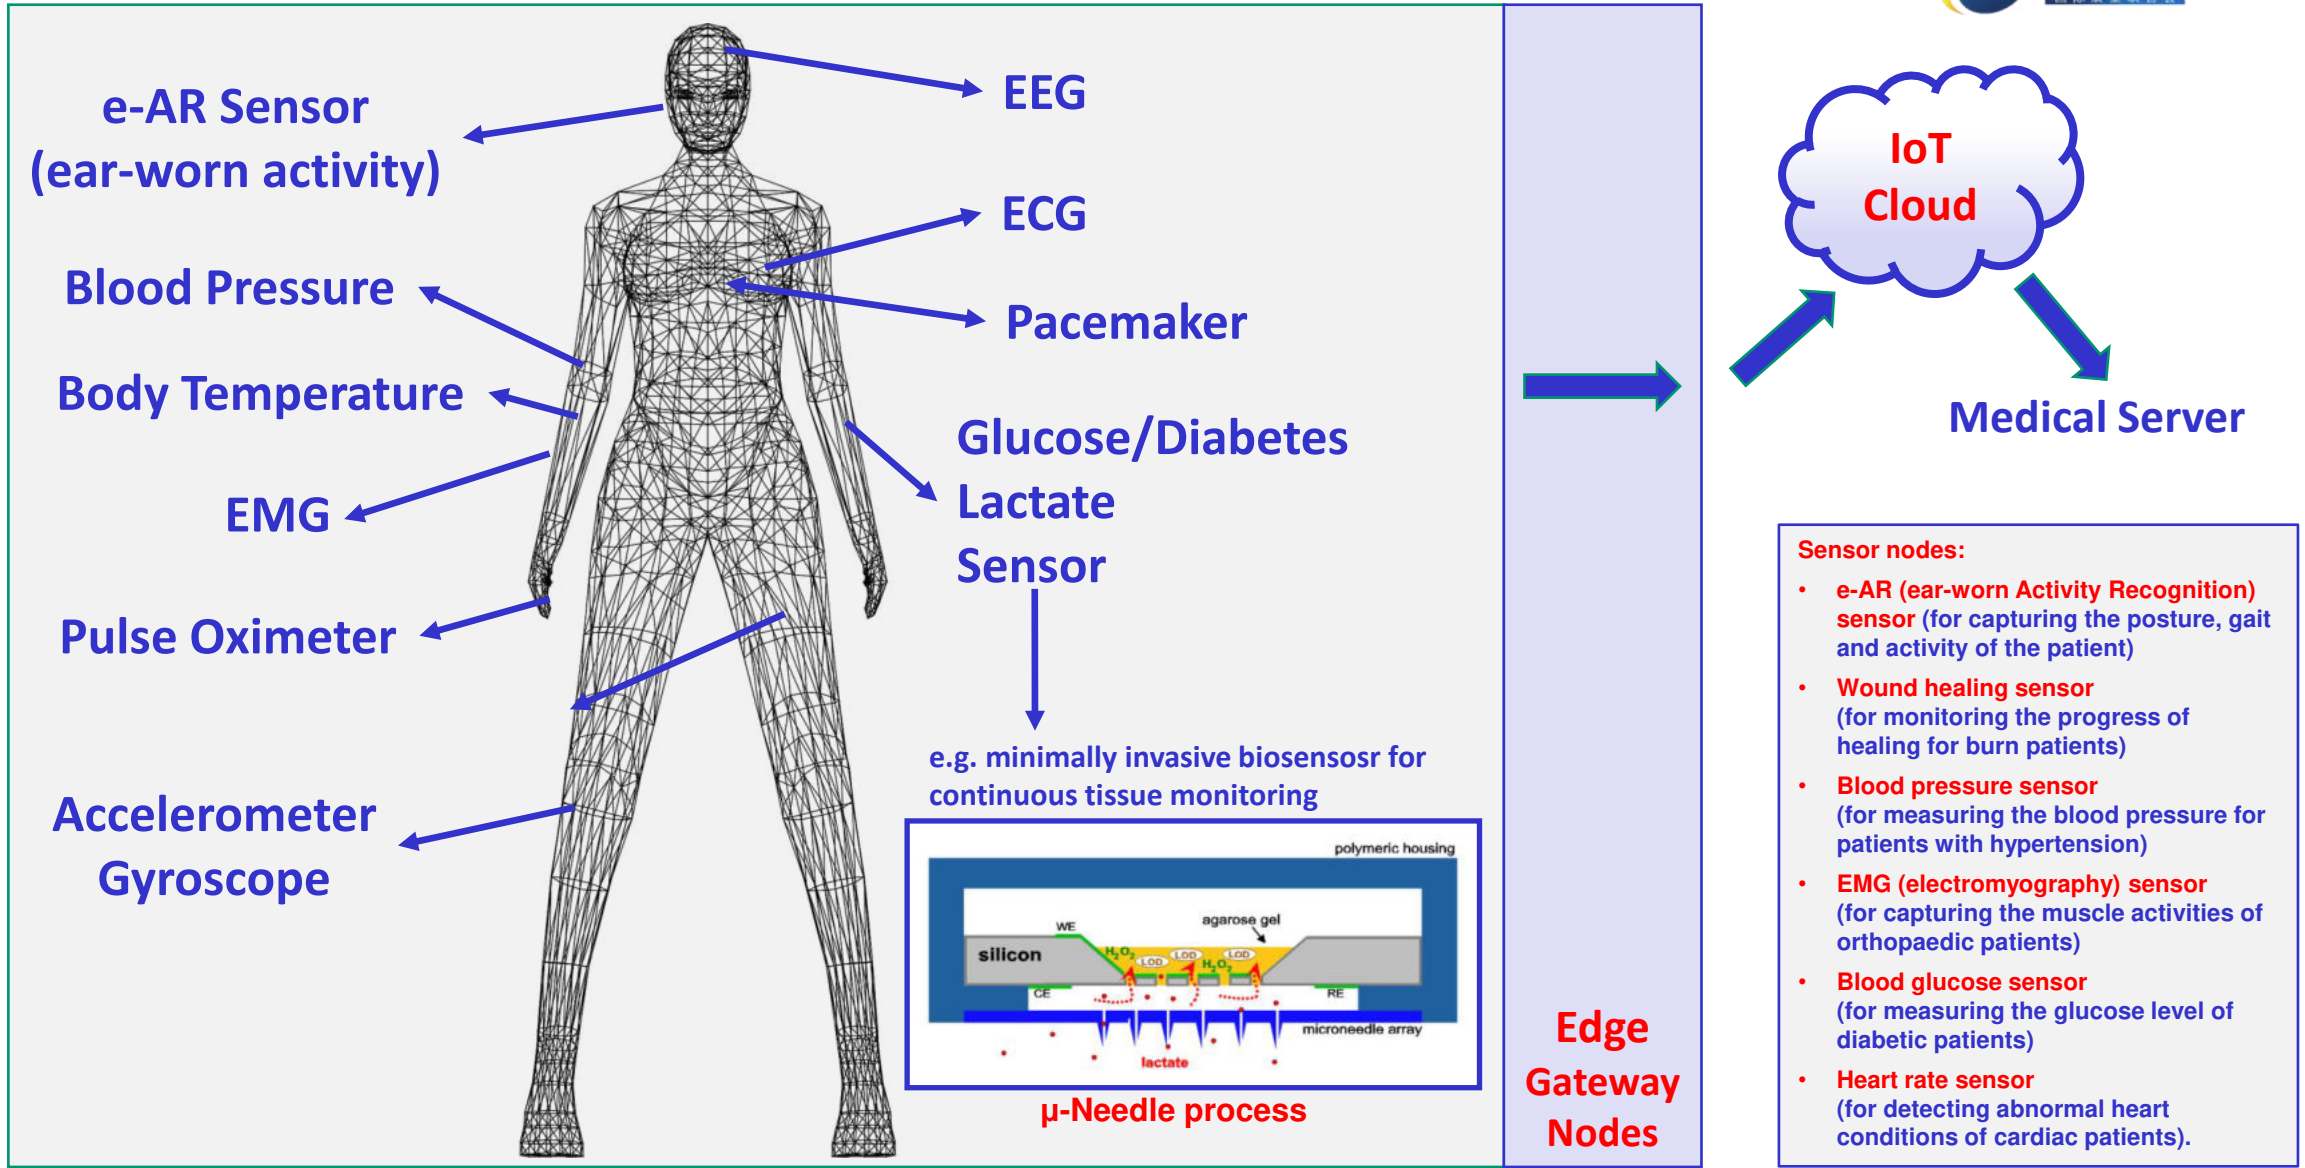 e-AR Sensor
(ear-worn activity)
Blood Pressure
Body Temperature
EMG
Pulse Oximeter
Accelerometer
Gyroscope
EEG
ECG
Pacemaker
Glucose/Diabetes
Lactate
Sensor
e.g. minimally invasive biosensosr for
continuous tissue monitoring
polymeric housing
WE
agarose gel
silicon
H2O2
LOD
LOD
LOD
H2O2
CE
RE
microneedle array
lactate
µ-Needle process
Edge
Gateway
Nodes
IoT
Cloud
Medical Server
Sensor nodes:
• e-AR (ear-worn Activity Recognition)
sensor (for capturing the posture, gait
and activity of the patient)
• Wound healing sensor
(for monitoring the progress of
healing for burn patients)
• Blood pressure sensor
(for measuring the blood pressure for
patients with hypertension)
• EMG (electromyography) sensor
(for capturing the muscle activities of
orthopaedic patients)
• Blood glucose sensor
(for measuring the glucose level of
diabetic patients)
• Heart rate sensor
(for detecting abnormal heart
conditions of cardiac patients).